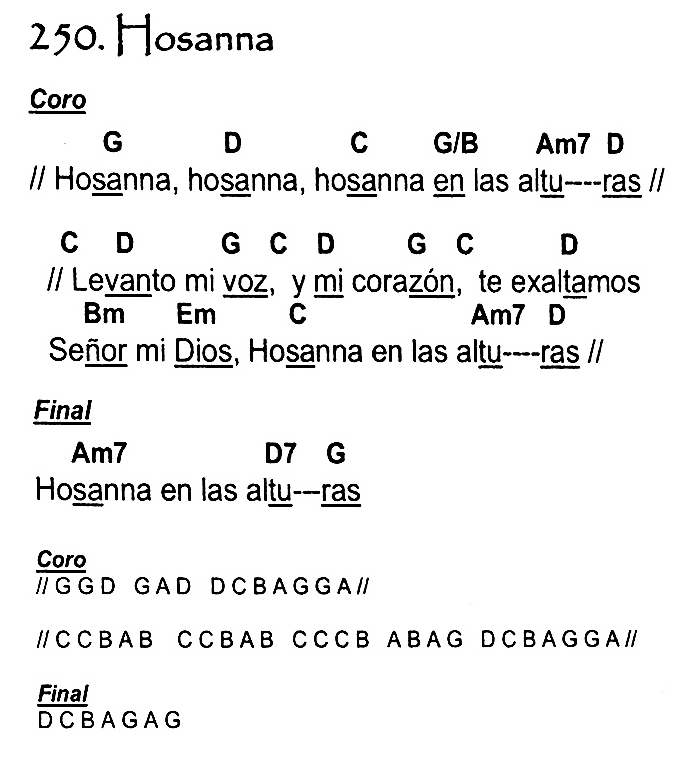 250. Hosanna
Coro
G D C G/B Am7 D
// Hosanna, hosanna, hosanna en las altu----ras //
C D G C D G C D
// Levanto mi voz, y mi corazón, te exaltamos
Bm Em C Am7 D
Señor mi Dios, Hosanna en las altu----ras //
Final
Am7 D7 G
Hosanna en las altu---ras
Coro
//G G D G A D D C B A G G A//
//C C B A B C C B A B C C C B A B A G D C B A G G A//
Final
D C B A G A G